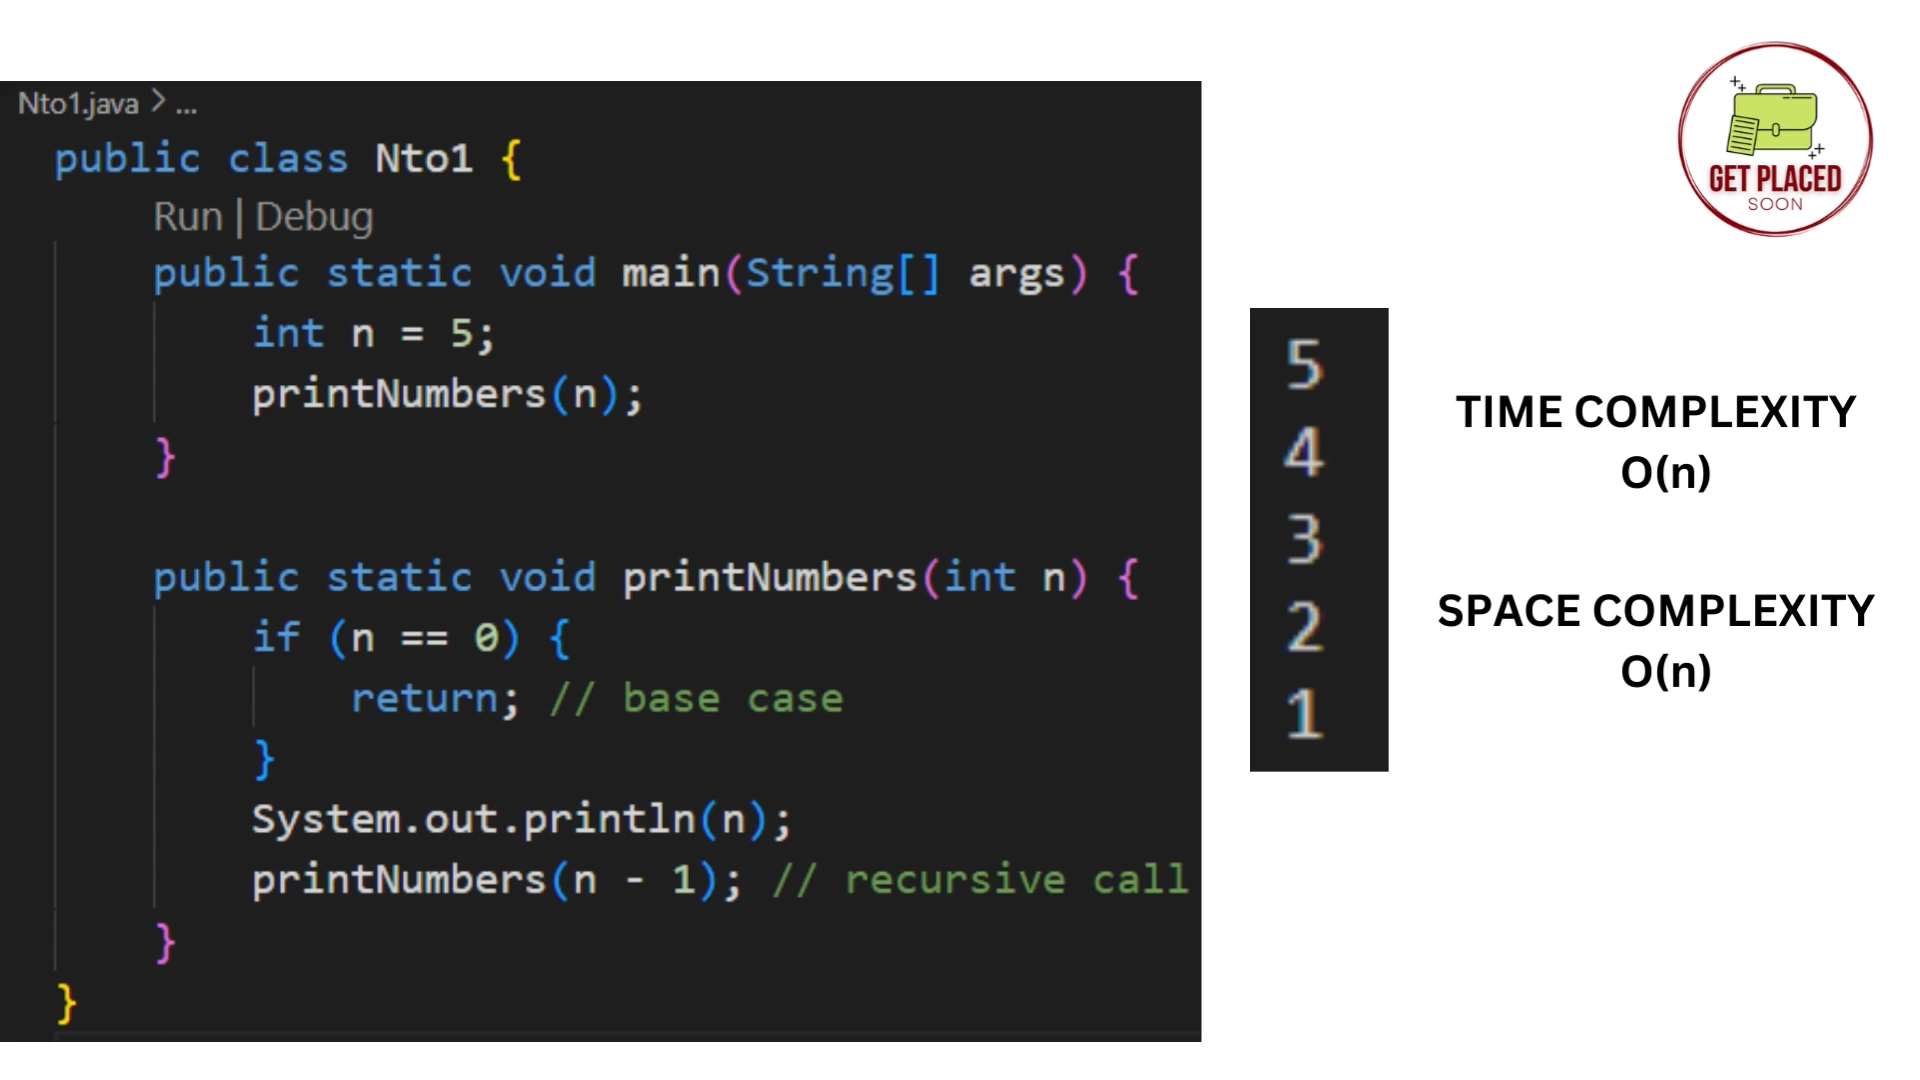 Nto1.java > ...
public class Nto1 {
Run | Debug
public static void main(String[] args) {
int n = 5;
printNumbers(n);
}
public static void printNumbers(int n) {
if (n == 0) {
return; // base case
}
System.out.println(n);
printNumbers(n - 1); // recursive call
}
}
5
4
3
2
1
GET PLACED
SOON
TIME COMPLEXITY
O(n)
SPACE COMPLEXITY
O(n)